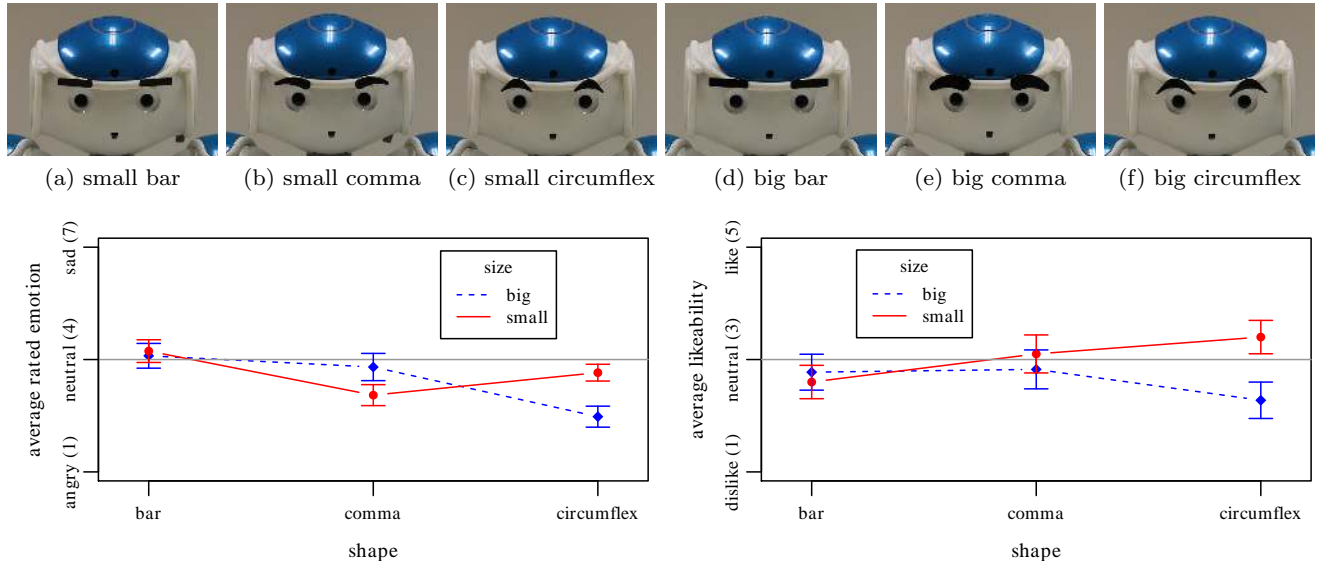 (a) small bar
(b) small comma
(c) small circumflex
(d) big bar
(e) big comma
(f) big circumflex
average rated emotion
angry (1)
neutral (4)
sad (7)
size
big
small
bar
comma
circumflex
shape
average likeability
dislike (1)
neutral (3)
like (5)
size
big
small
bar
comma
circumflex
shape